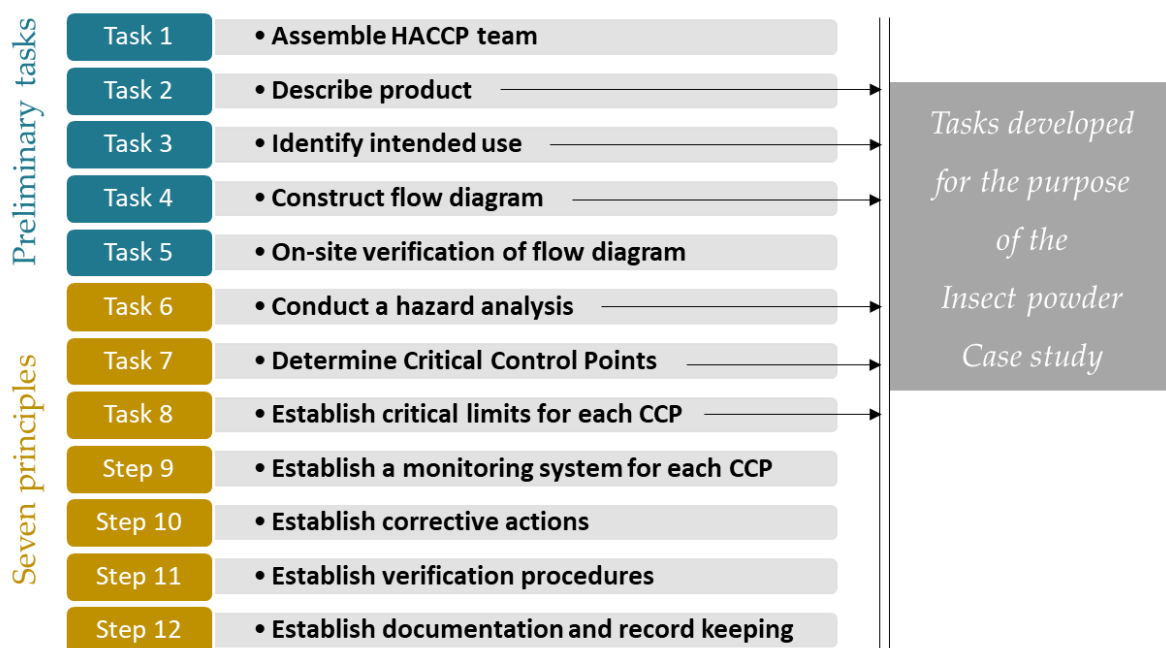 Preliminary tasks
Task 1
• Assemble HACCP team
Task 2
• Describe product
Task 3
• Identify intended use
Task 4
• Construct flow diagram
Task 5
• On-site verification of flow diagram
Seven principles
Task 6
• Conduct a hazard analysis
Task 7
• Determine Critical Control Points
Task 8
• Establish critical limits for each CCP
Step 9
• Establish a monitoring system for each CCP
Step 10
• Establish corrective actions
Step 11
• Establish verification procedures
Step 12
• Establish documentation and record keeping
Tasks developed
for the purpose
of the
Insect powder
Case study